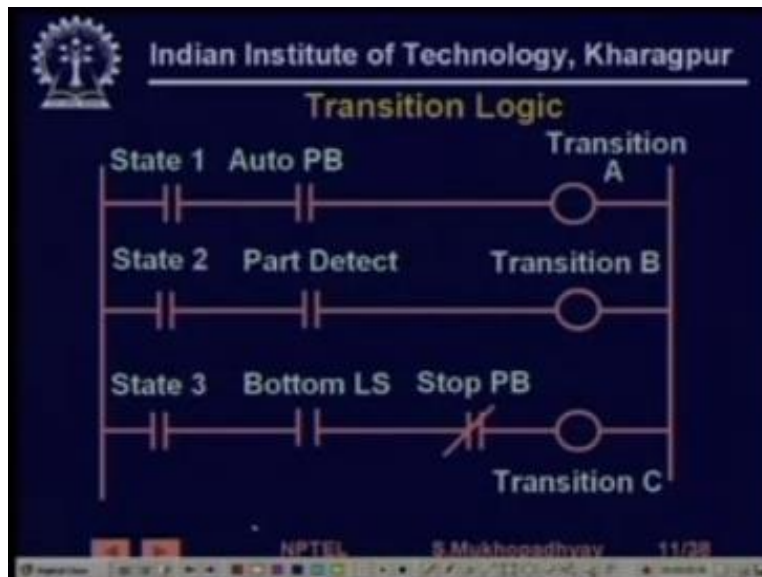 Indian Institute of Technology, Kharagpur
Transition Logic
State 1 Auto PB Transition A
State 2 Part Detect Transition B
State 3 Bottom LS Stop PB
Transition C
NPTEL S.Mukhopadhyay 11/38